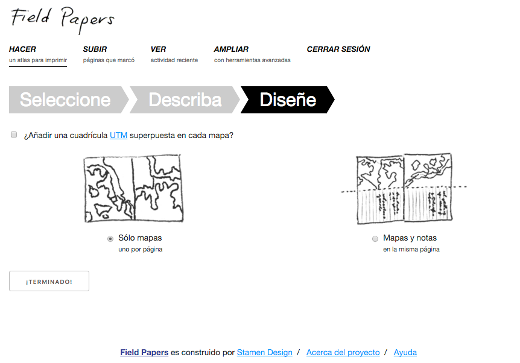 Field Papers
HACER SUBIR VER AMPLIAR CERRAR SESIÓN
un atlas para imprimir páginas que marcó actividad reciente con herramientas avanzadas
Seleccione Describa Diseñe
¿Añadir una cuadrícula UTM superpuesta en cada mapa?
Sólo mapas
uno por página
Mapas y notas
en la misma página
¡TERMINADO!
Field Papers es construido por Stamen Design / Acerca del proyecto / Ayuda